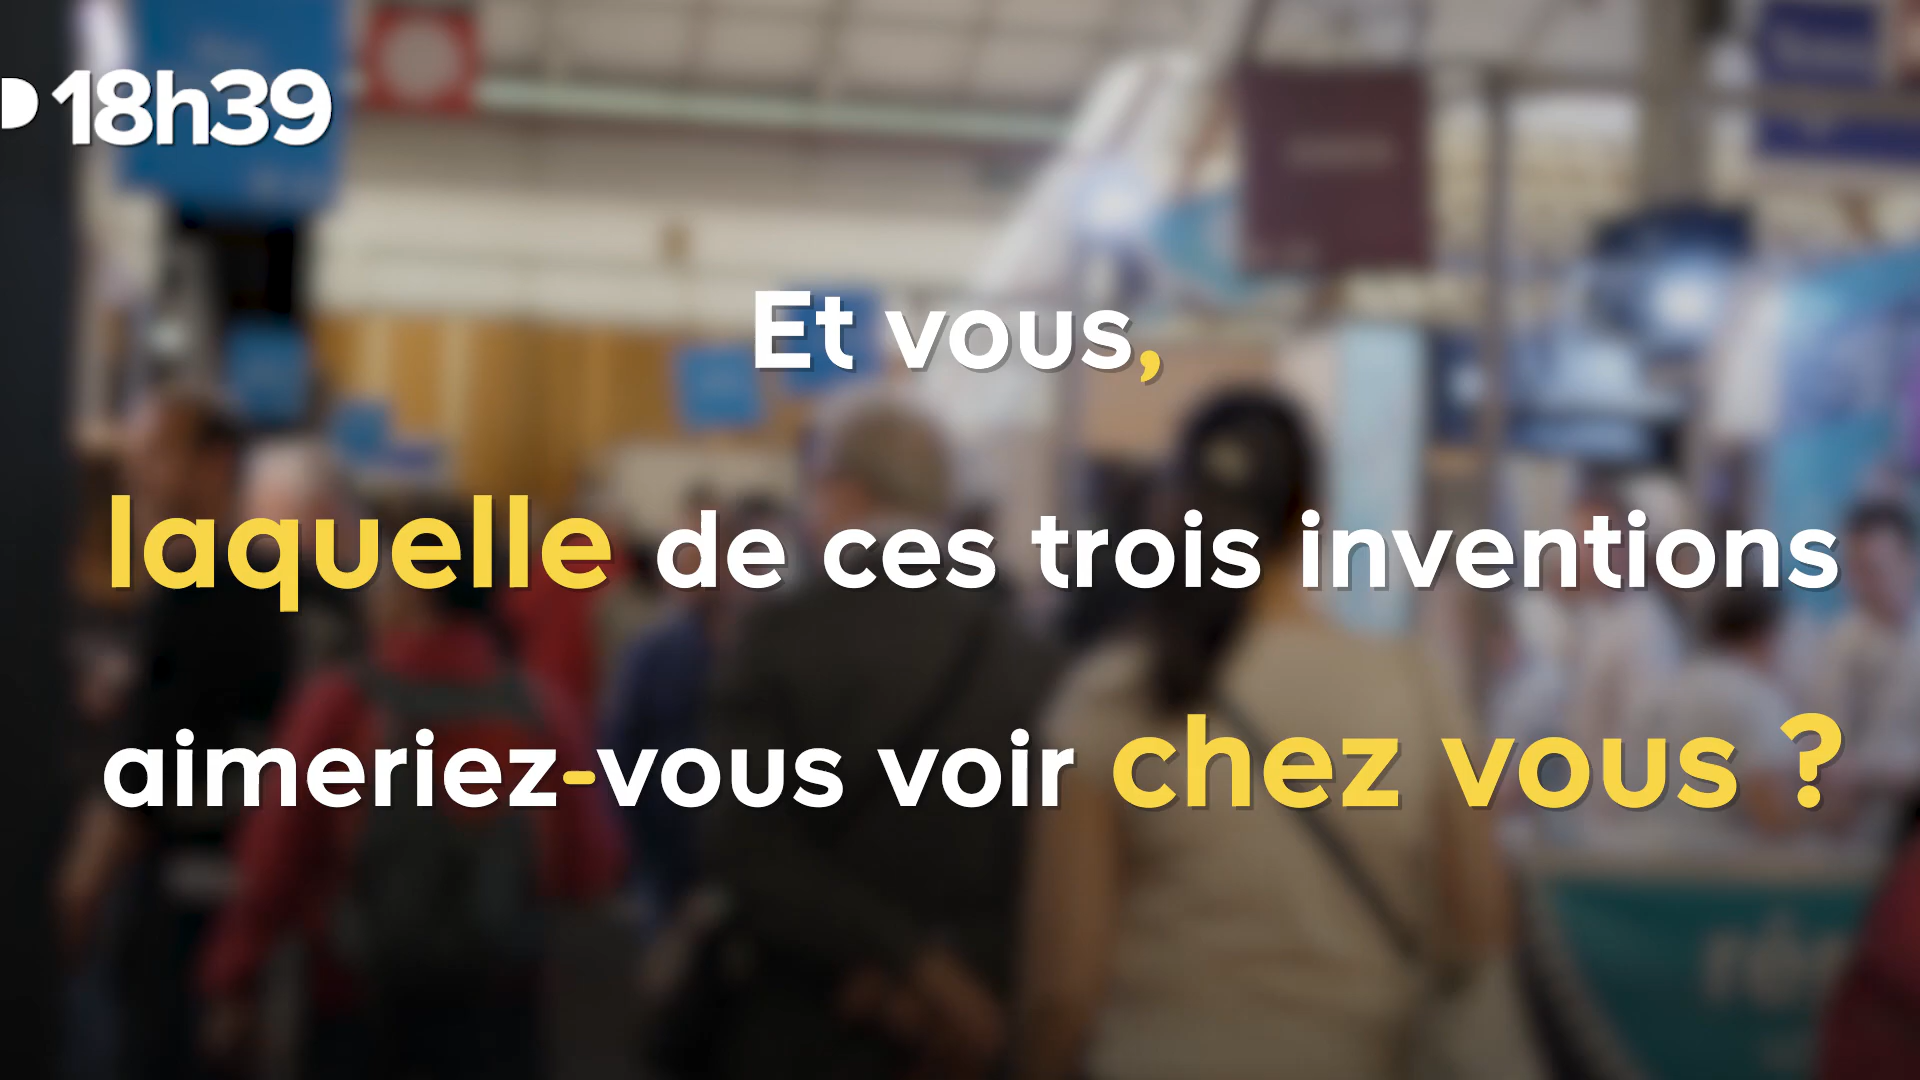 18h39
Et vous,
laquelle de ces trois inventions
aimeriez-vous voir chez vous ?